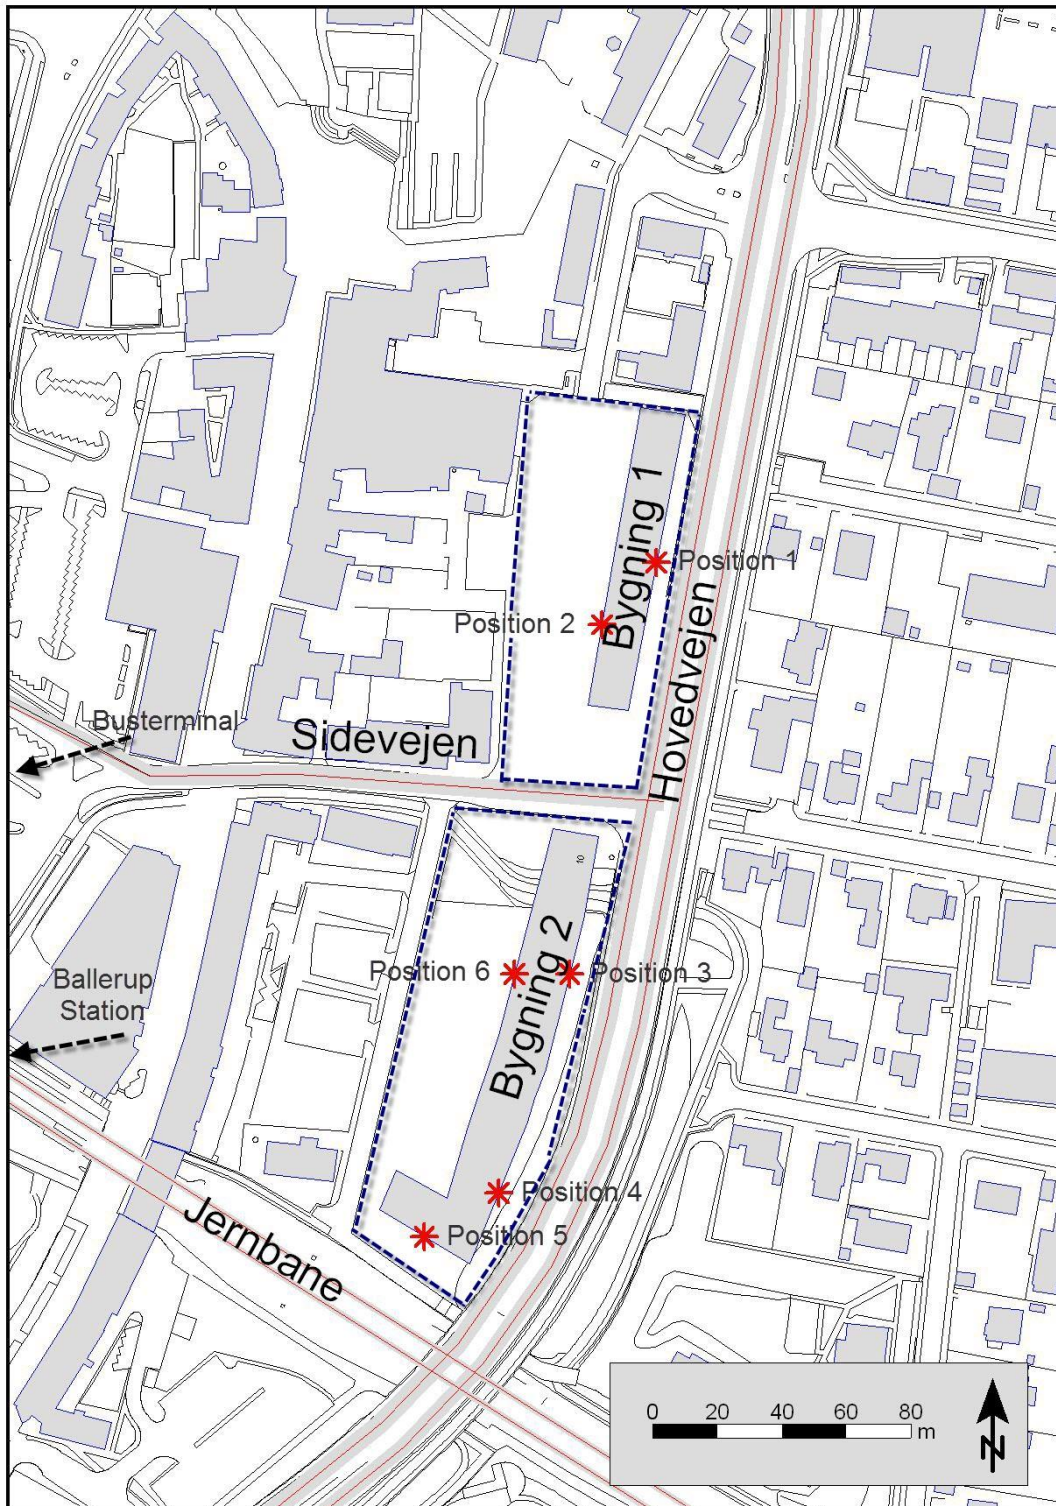 Bygning 1
Position 1
Position 2
Hovedvejen
Busterminal
Sidevejen
10
Bygning 2
Position 6
Position 3
Ballerup
Station
Position 4
Position 5
Jernbane
0 20 40 60 80
m
N